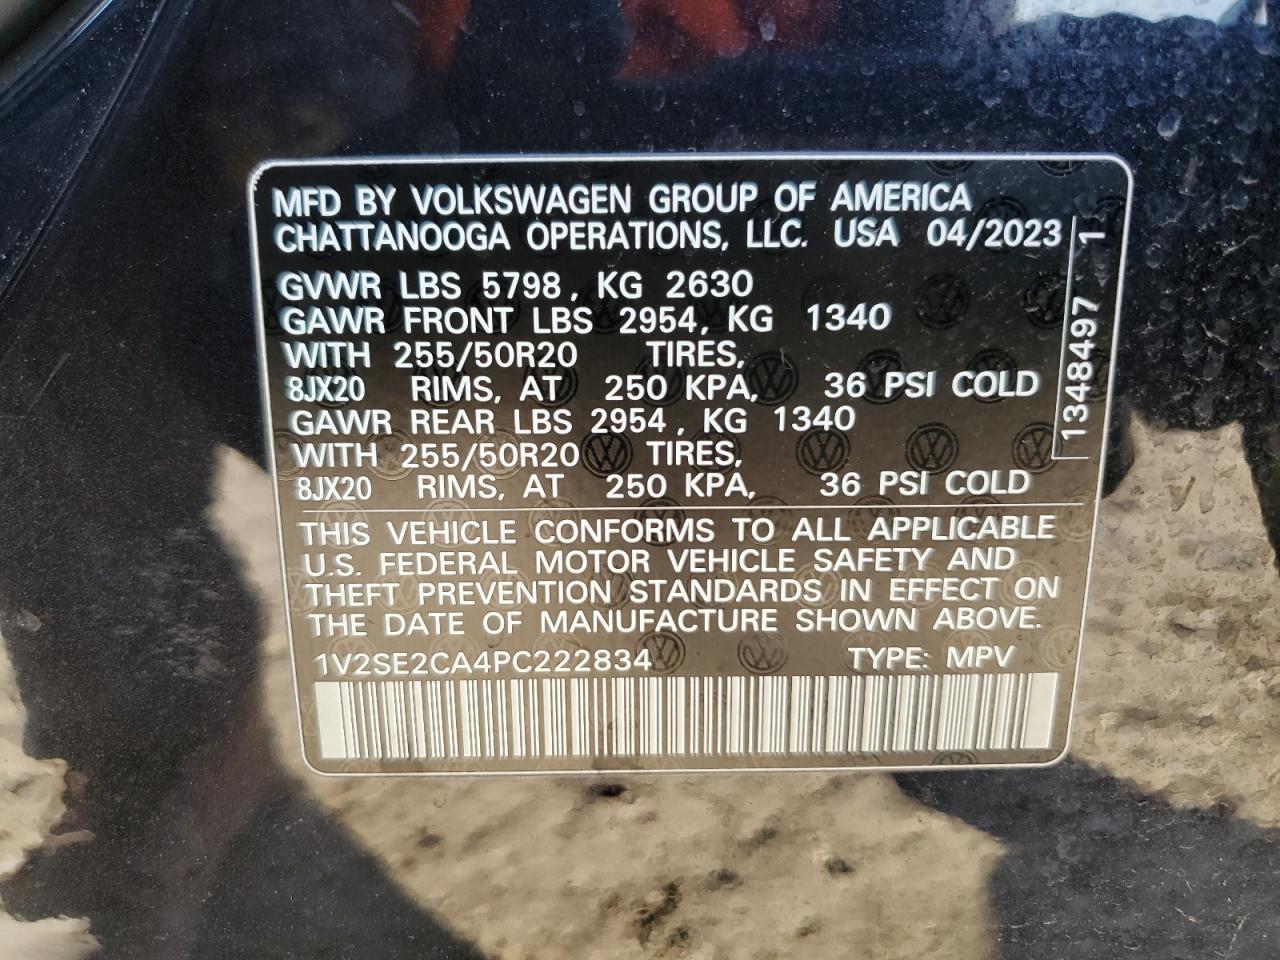 MFD BY VOLKSWAGEN GROUP OF AMERICA
CHATTANOOGA OPERATIONS, LLC. USA 04/2023
GVWR LBS 5798, KG 2630
GAWR FRONT LBS 2954, KG 1340
WITH 255/50R20 TIRES,
8JX20 RIMS, AT 250 KPA, 36 PSI COLD
GAWR REAR LBS 2954, KG 1340
WITH 255/50R20 TIRES,
8JX20 RIMS, AT 250 KPA, 36 PSI COLD
1348497 1
THIS VEHICLE CONFORMS TO ALL APPLICABLE
U.S. FEDERAL MOTOR VEHICLE SAFETY AND
THEFT PREVENTION STANDARDS IN EFFECT ON
THE DATE OF MANUFACTURE SHOWN ABOVE.
1V2SE2CA4PC222834 TYPE: MPV